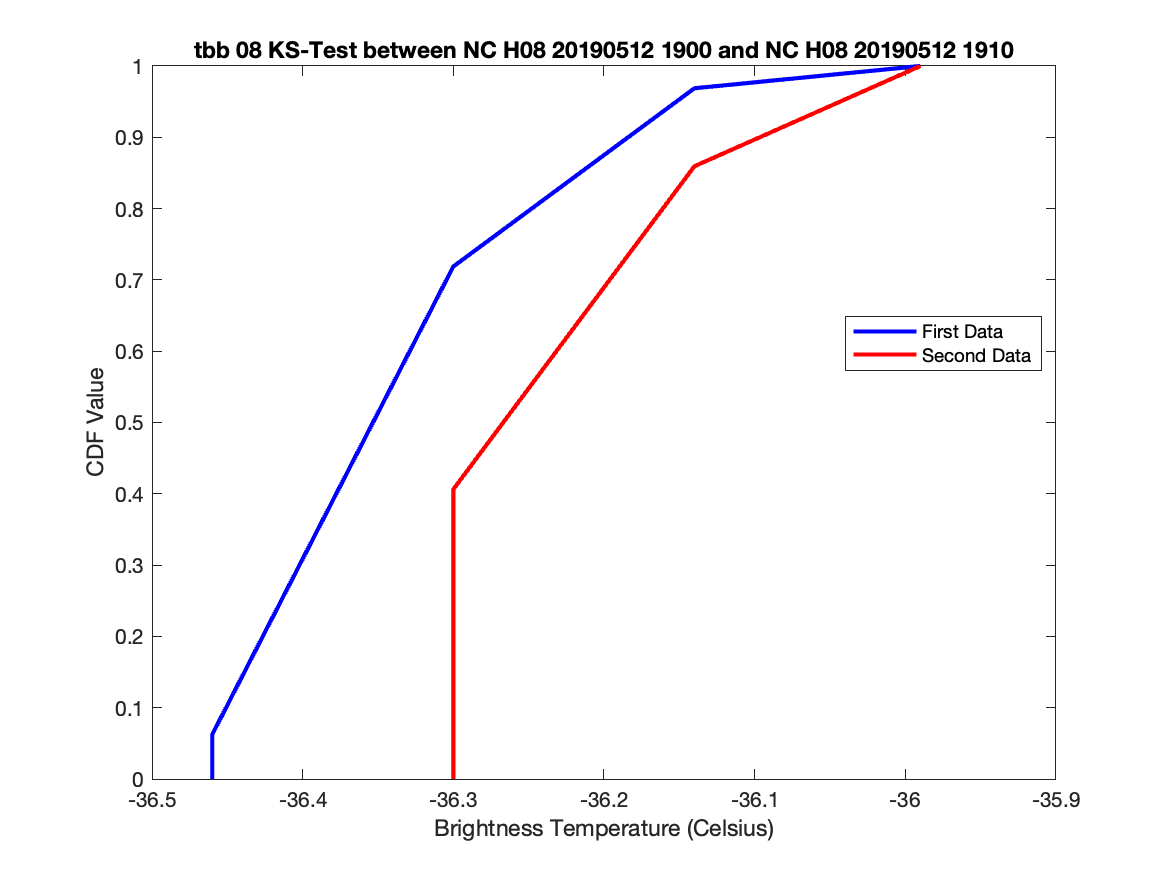 tbb 08 KS-Test between NC H08 20190512 1900 and NC H08 20190512 1910
1
0.9
0.8
0.7
0.6
0.5
0.4
0.3
0.2
0.1
0
CDF Value
First Data
Second Data
-36.5 -36.4 -36.3 -36.2 -36.1 -36 -35.9
Brightness Temperature (Celsius)